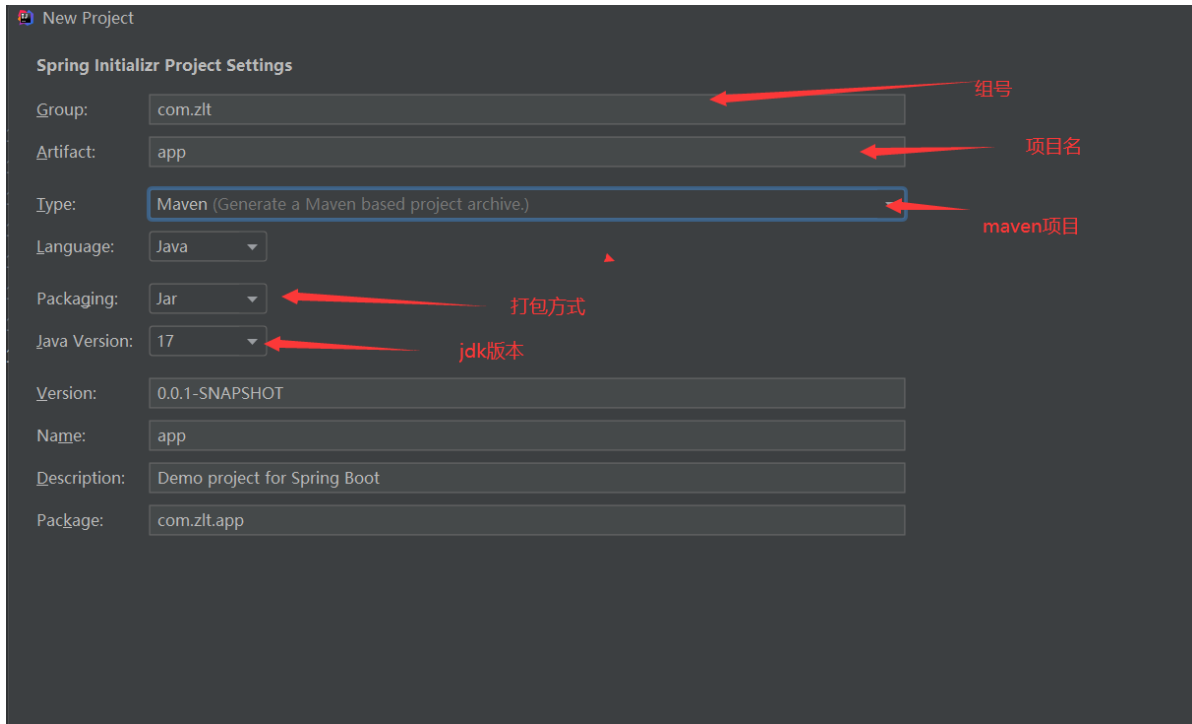 New Project
Spring Initializr Project Settings
组号
Group: com.zlt
项目名
Artifact: app
Type: Maven (Generate a Maven based project archive.)
maven项目
Language: Java
Packaging: Jar
打包方式
Java Version: 17
jdk版本
Version: 0.0.1-SNAPSHOT
Name: app
Description: Demo project for Spring Boot
Package: com.zlt.app